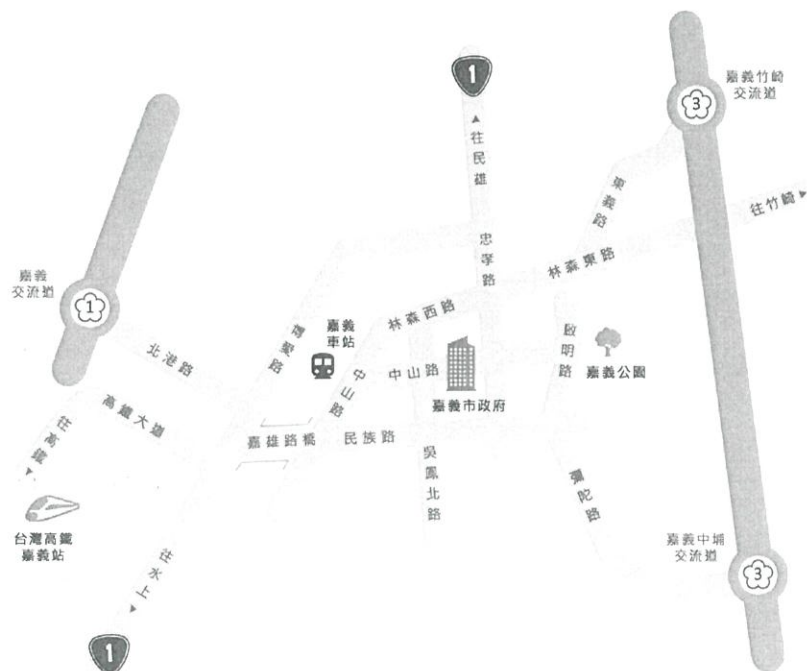 1
嘉義竹崎
交流道
3
往民雄
東義路
往竹崎
忠孝路
林森東路
嘉義
交流道
1
林森西路
嘉義
車站
博愛路
啟明路
北港路
中山路
中山路
嘉義公園
嘉義市政府
高鐵大道
嘉雄路橋
民族路
往高鐵
吳鳳北路
彌陀路
台灣高鐵
嘉義站
嘉義中埔
交流道
3
往水上
1